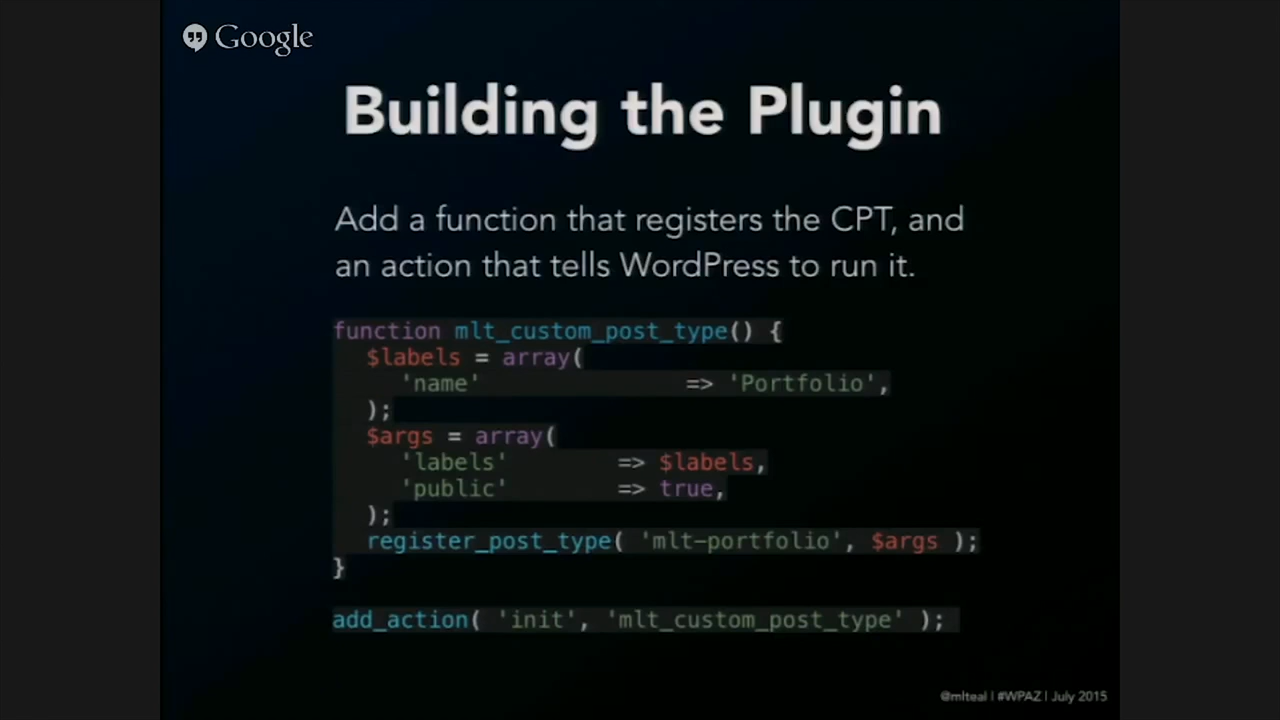 Google
Building the Plugin
Add a function that registers the CPT, and
an action that tells WordPress to run it.
function mlt_custom_post_type() {
$labels = array(
'name' => 'Portfolio',
);
$args = array(
'labels' => $labels,
'public' => true,
);
register_post_type( 'mlt-portfolio', $args );
}
add_action( 'init', 'mlt_custom_post_type' );
@mlteal | #WPAZ | July 2015